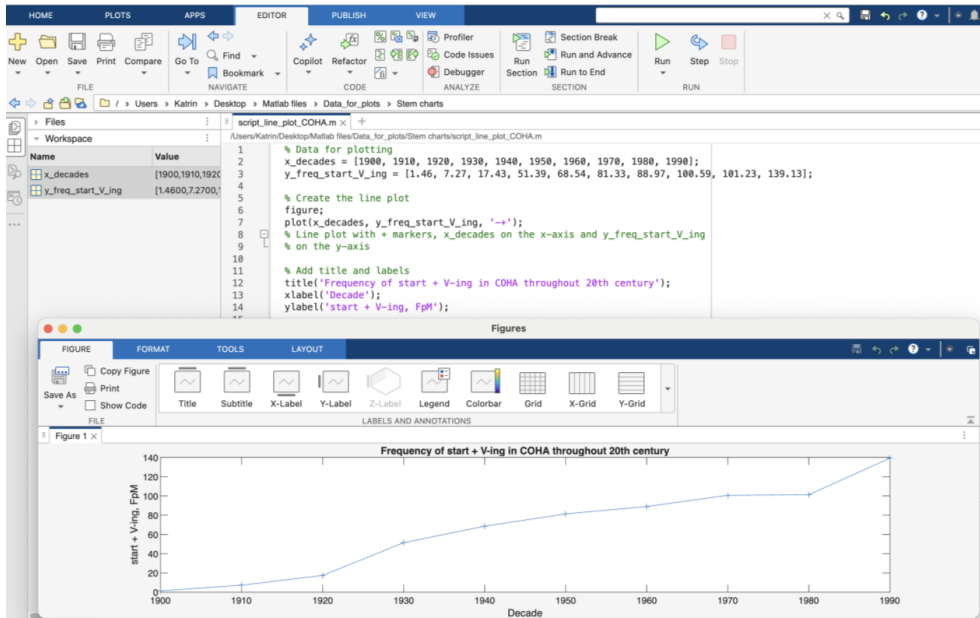 HOME PLOTS APPS EDITOR PUBLISH VIEW
New Open Save Print Compare Go To Find Bookmark Copilot Refactor Profiler Code Issues Debugger Run Section Section Break Run and Advance Run to End Run Step Stop
FILE NAVIGATE CODE ANALYZE SECTION RUN
/ › Users › Katrin › Desktop › Matlab files › Data_for_plots › Stem charts
Files
Workspace
Name Value
x_decades [1900,1910,1920
y_freq_start_V_ing [1.4600,7.2700,1
script_line_plot_COHA.m × +
/Users/Katrin/Desktop/Matlab files/Data_for_plots/Stem charts/script_line_plot_COHA.m
1 % Data for plotting
2 x_decades = [1900, 1910, 1920, 1930, 1940, 1950, 1960, 1970, 1980, 1990];
3 y_freq_start_V_ing = [1.46, 7.27, 17.43, 51.39, 68.54, 81.33, 88.97, 100.59, 101.23, 139.13];
4
5 % Create the line plot
6 figure;
7 plot(x_decades, y_freq_start_V_ing, '-+');
8 % Line plot with + markers, x_decades on the x-axis and y_freq_start_V_ing
9 % on the y-axis
10
11 % Add title and labels
12 title('Frequency of start + V-ing in COHA throughout 20th century');
13 xlabel('Decade');
14 ylabel('start + V-ing, FpM');
Figures
FIGURE FORMAT TOOLS LAYOUT
Save As Copy Figure Print Show Code
Title Subtitle X-Label Y-Label Z-Label Legend Colorbar Grid X-Grid Y-Grid
FILE LABELS AND ANNOTATIONS
Figure 1 ×
Frequency of start + V-ing in COHA throughout 20th century
start + V-ing, FpM
140
120
100
80
60
40
20
0
1900 1910 1920 1930 1940 1950 1960 1970 1980 1990
Decade